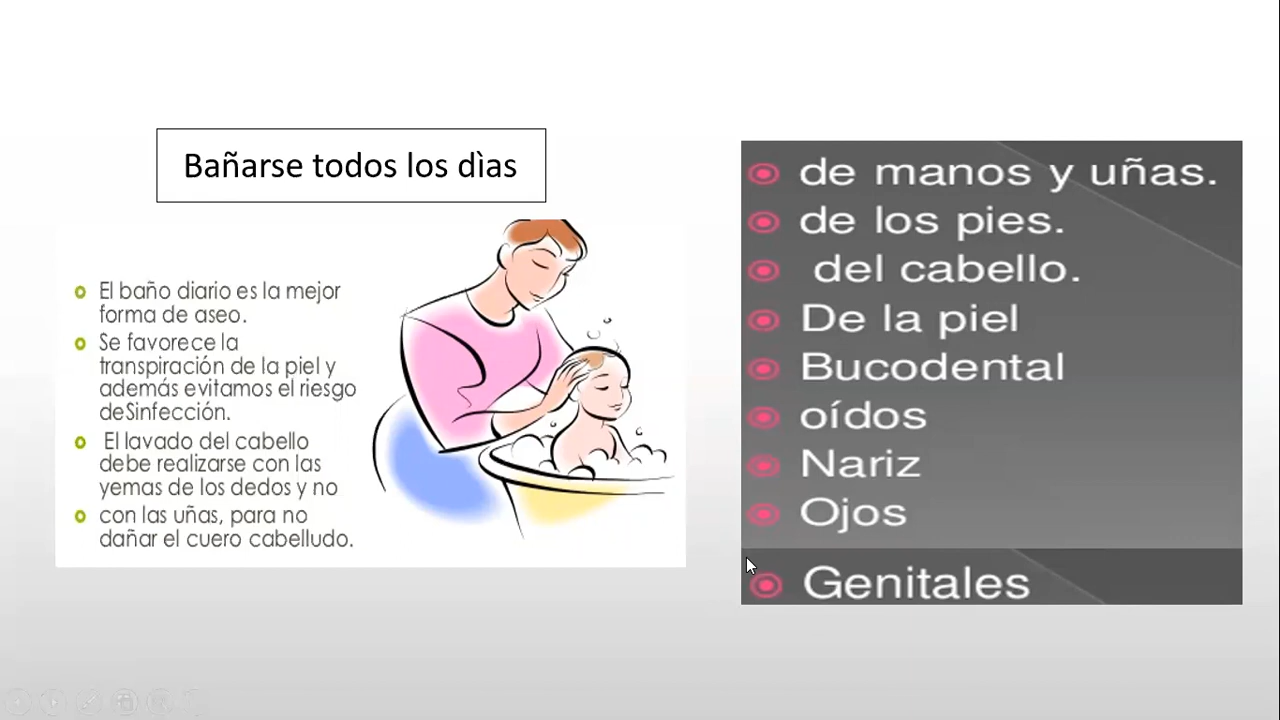 Bañarse todos los dìas
El baño diario es la mejor
forma de aseo.
Se favorece la
transpiración de la piel y
además evitamos el riesgo
deSinfección.
El lavado del cabello
debe realizarse con las
yemas de los dedos y no
con las uñas, para no
dañar el cuero cabelludo.
de manos y uñas.
de los pies.
del cabello.
De la piel
Bucodental
oídos
Nariz
Ojos
Genitales